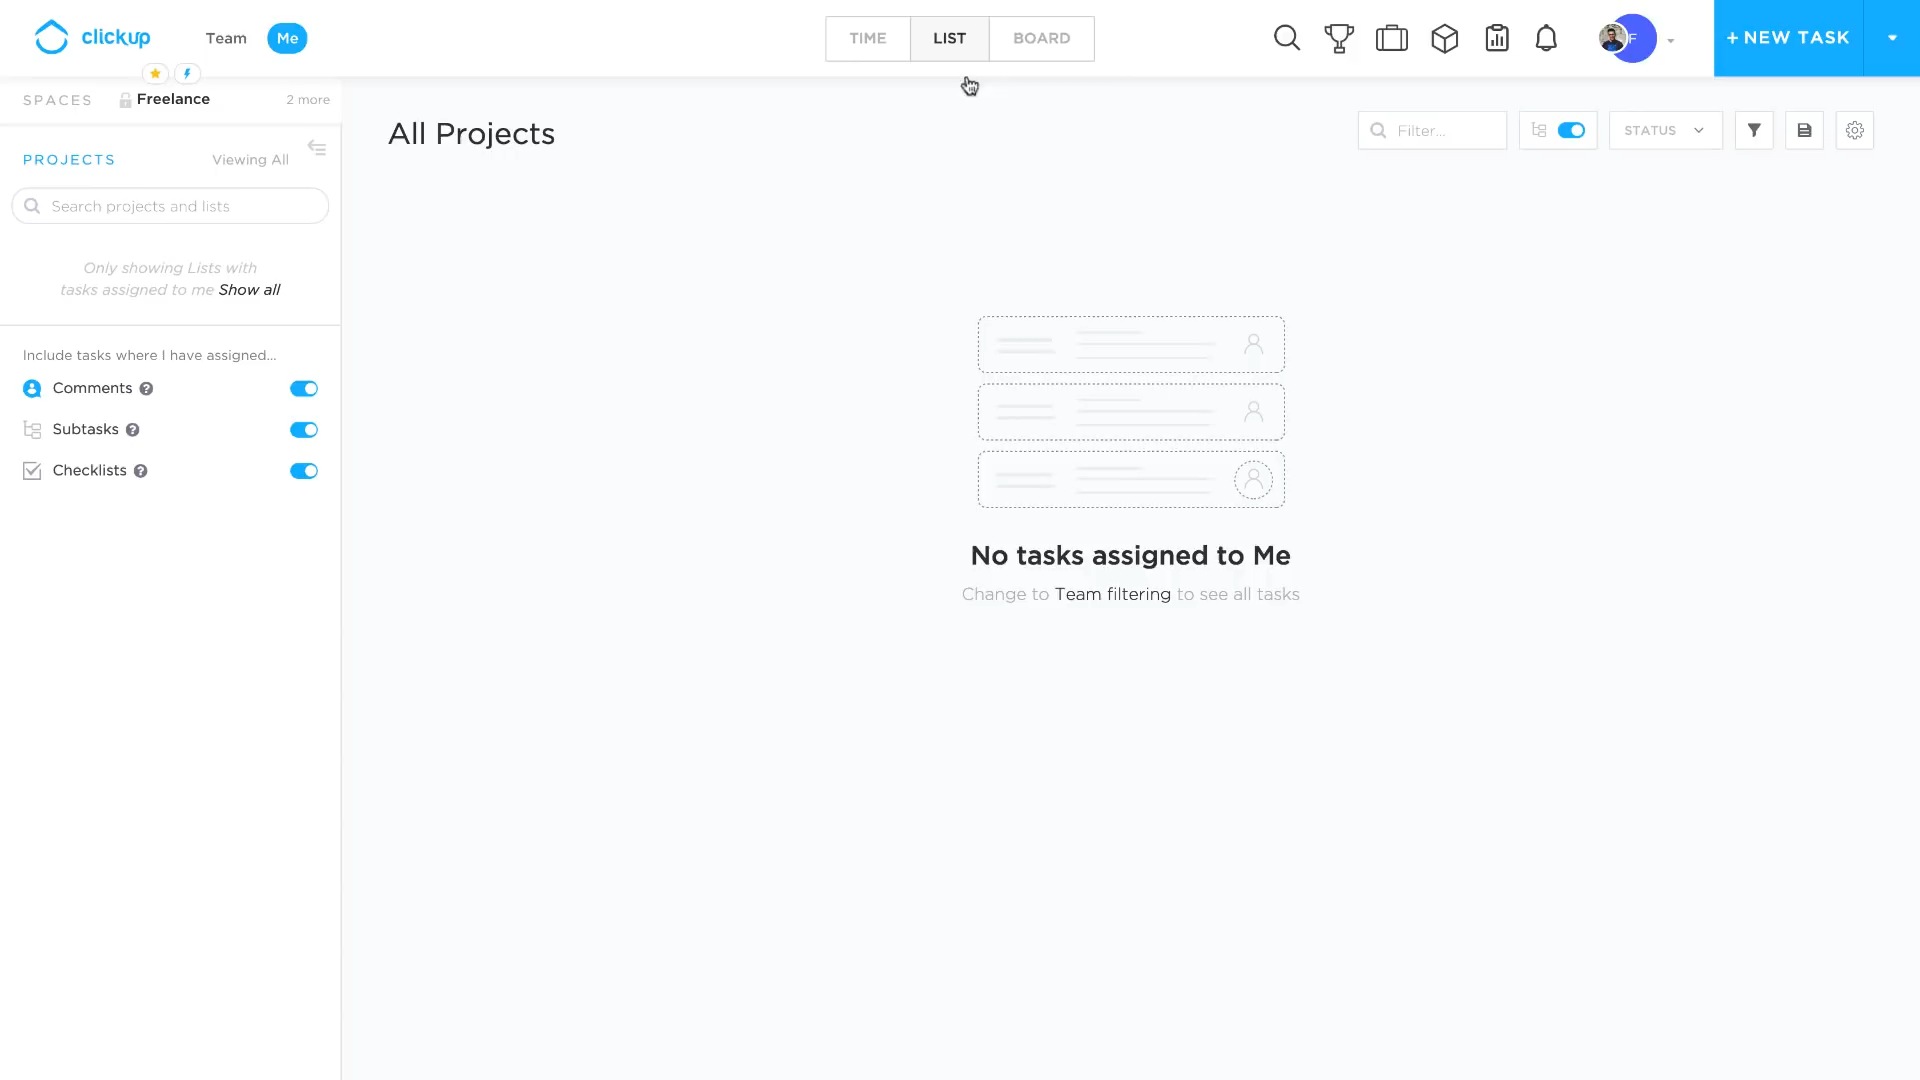 clickup
Team
Me
TIME
LIST
BOARD
F
+ NEW TASK
SPACES
Freelance
2 more
PROJECTS
Viewing All
Search projects and lists
Only showing Lists with
tasks assigned to me Show all
Include tasks where I have assigned...
Comments ?
Subtasks ?
Checklists ?
All Projects
Filter...
STATUS
No tasks assigned to Me
Change to Team filtering to see all tasks